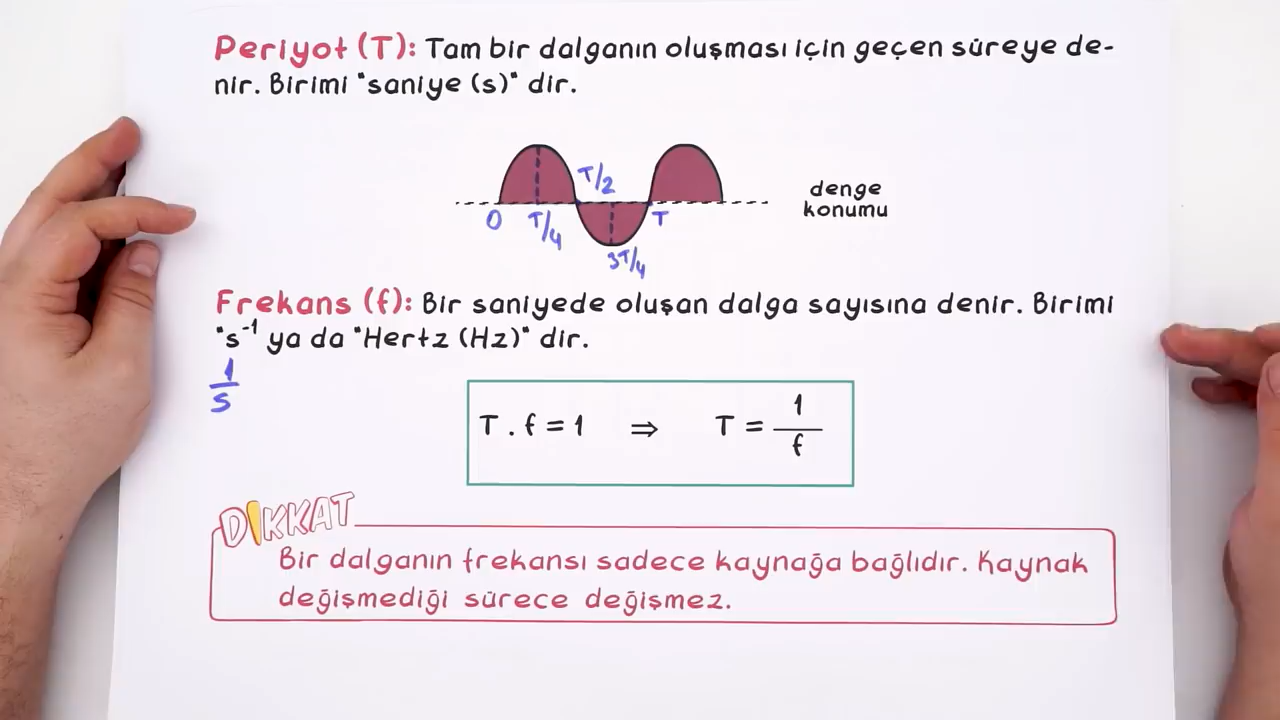 Periyot (T): Tam bir dalganın oluşması için geçen süreye de-
nir. Birimi "saniye (s)" dir.
T/2
denge
konumu
0
T/4
T
3T/4
Frekans (f): Bir saniyede oluşan dalga sayısına denir. Birimi
"s⁻¹ ya da "Hertz (Hz)" dir.
1/s
T . f = 1 ⇒ T = 1/f
DİKKAT
Bir dalganın frekansı sadece kaynağa bağlıdır. Kaynak
değişmediği sürece değişmez.